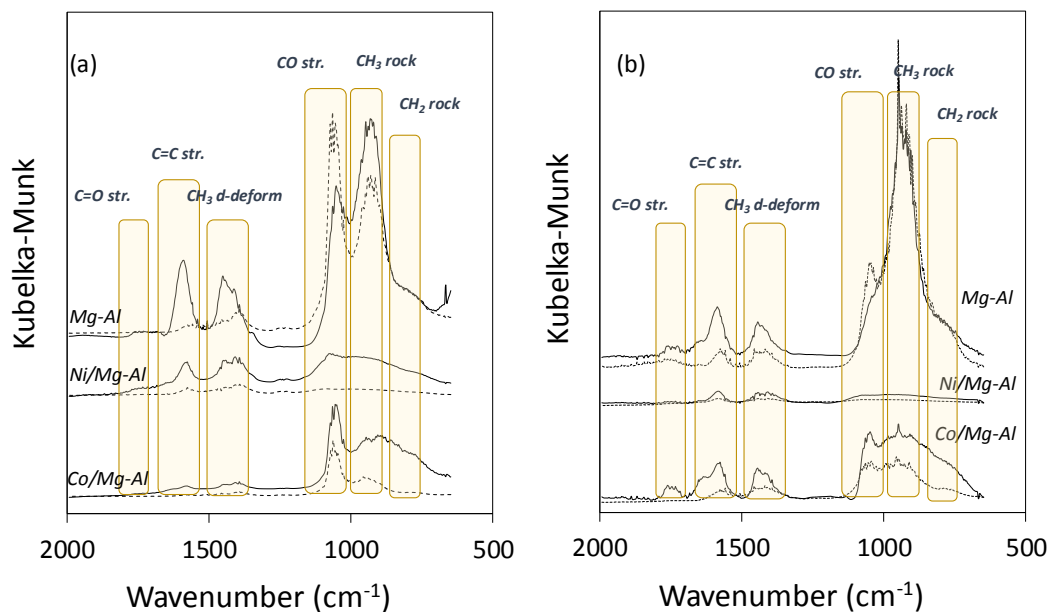 (a)
CO str.
CH3 rock
CH2 rock
C=C str.
C=O str.
CH3 d-deform
Kubelka-Munk
Mg-Al
Ni/Mg-Al
Co/Mg-Al
2000 1500 1000 500
Wavenumber (cm-1)
(b)
CO str.
CH3 rock
CH2 rock
C=C str.
C=O str.
CH3 d-deform
Kubelka-Munk
Mg-Al
Ni/Mg-Al
Co/Mg-Al
2000 1500 1000 500
Wavenumber (cm-1)